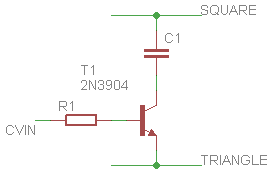 SQUARE
C1
T1
2N3904
R1
CVIN
TRIANGLE